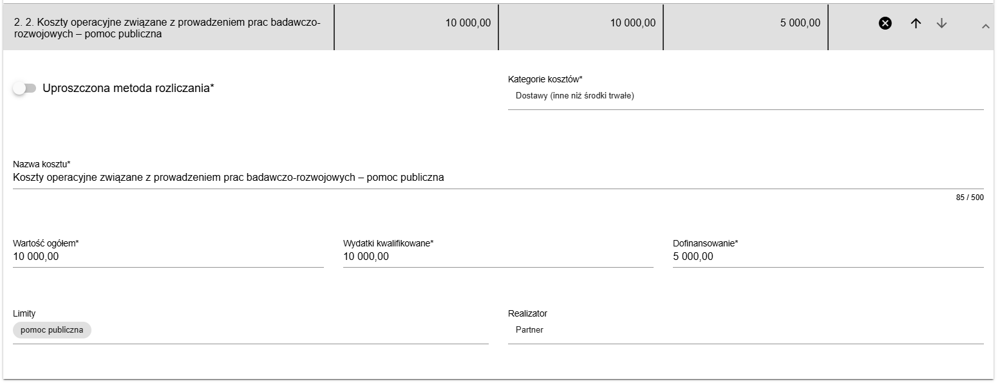 2. 2. Koszty operacyjne związane z prowadzeniem prac badawczo-
rozwojowych – pomoc publiczna
10 000,00
10 000,00
5 000,00
Uproszczona metoda rozliczania*
Kategorie kosztów*
Dostawy (inne niż środki trwałe)
Nazwa kosztu*
Koszty operacyjne związane z prowadzeniem prac badawczo-rozwojowych – pomoc publiczna
85 / 500
Wartość ogółem*
10 000,00
Wydatki kwalifikowane*
10 000,00
Dofinansowanie*
5 000,00
Limity
pomoc publiczna
Realizator
Partner